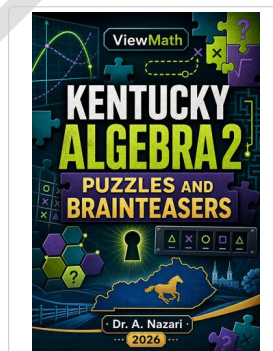 ViewMath
KENTUCKY
ALGEBRA 2
PUZZLES AND
BRAINTEASERS
Dr. A. Nazari
2026